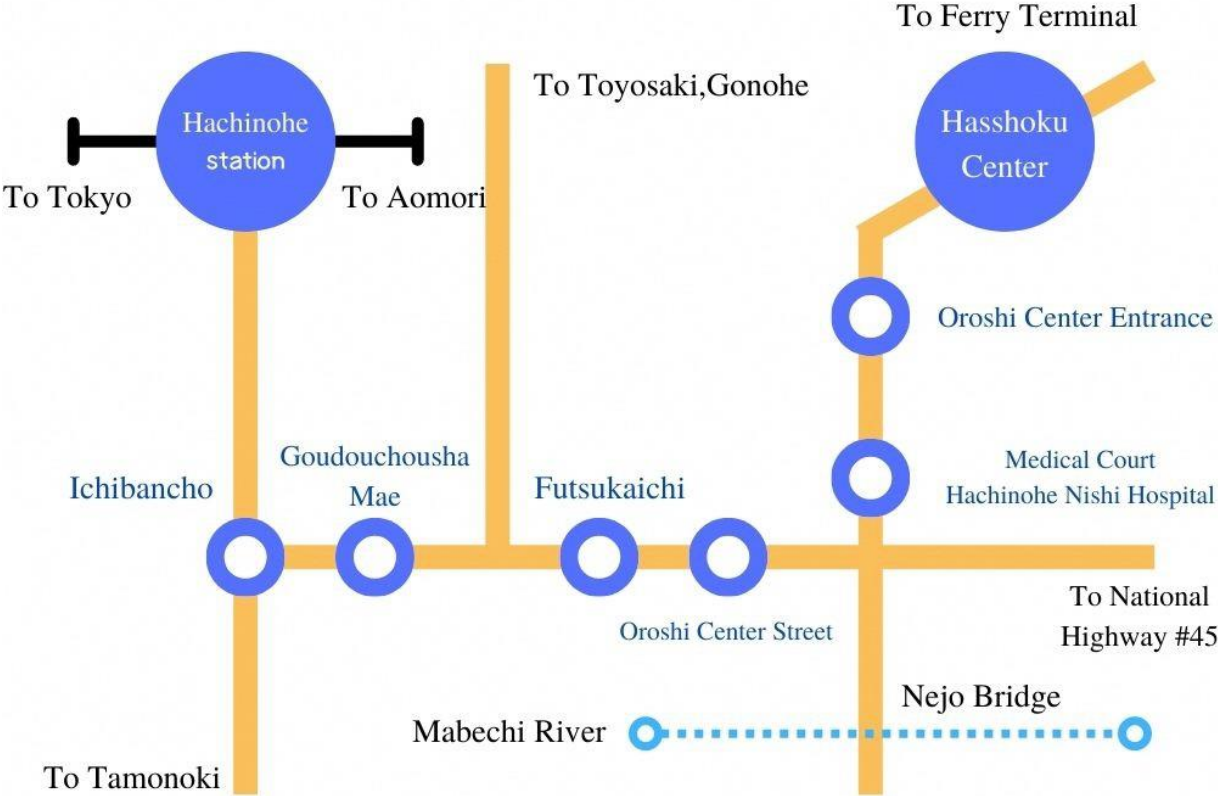 To Ferry Terminal
To Toyosaki,Gonohe
Hachinohe
station
Hasshoku
Center
To Tokyo
To Aomori
Oroshi Center Entrance
Goudouchousha
Mae
Ichibancho
Futsukaichi
Medical Court
Hachinohe Nishi Hospital
To National
Highway #45
Oroshi Center Street
Nejo Bridge
Mabechi River
To Tamonoki